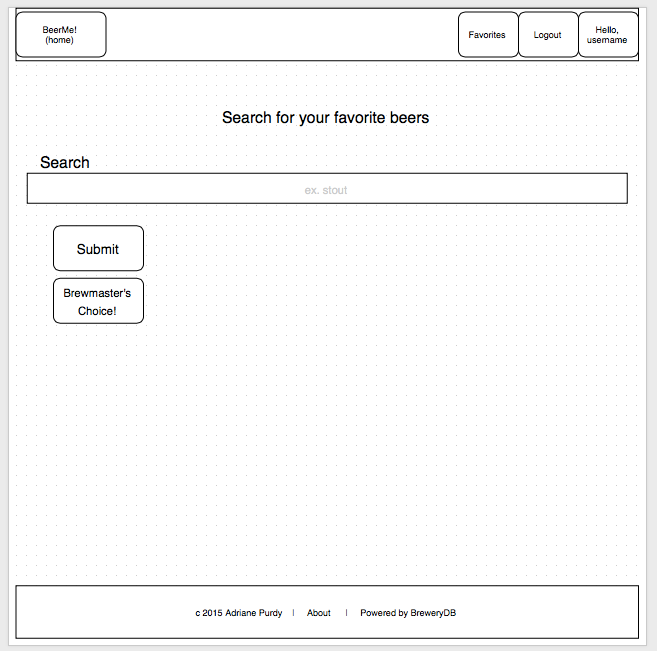 BeerMe!
(home)
Favorites
Logout
Hello,
username
Search for your favorite beers
Search
ex. stout
Submit
Brewmaster's
Choice!
c 2015 Adriane Purdy | About | Powered by BreweryDB